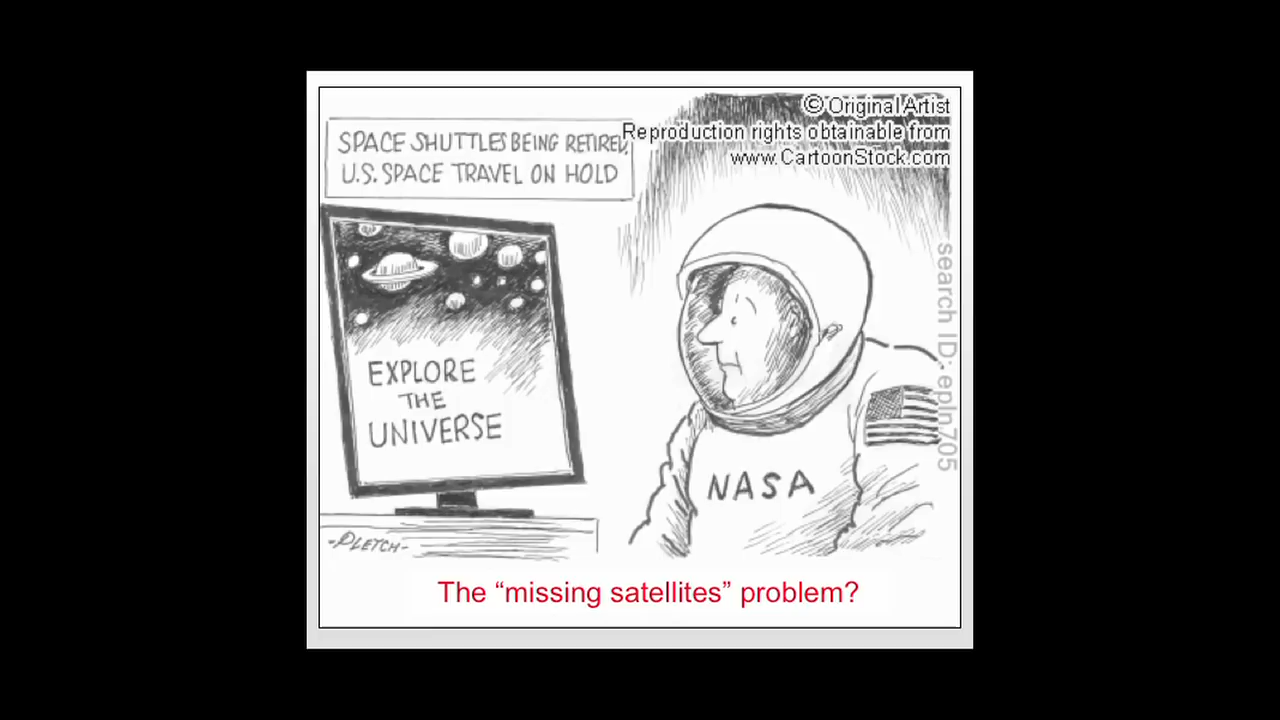 © Original Artist
Reproduction rights obtainable from
www.CartoonStock.com
SPACE SHUTTLES BEING RETIRED,
U.S. SPACE TRAVEL ON HOLD
EXPLORE
THE
UNIVERSE
NASA
search ID: epln705
-PLETCH-
The “missing satellites” problem?